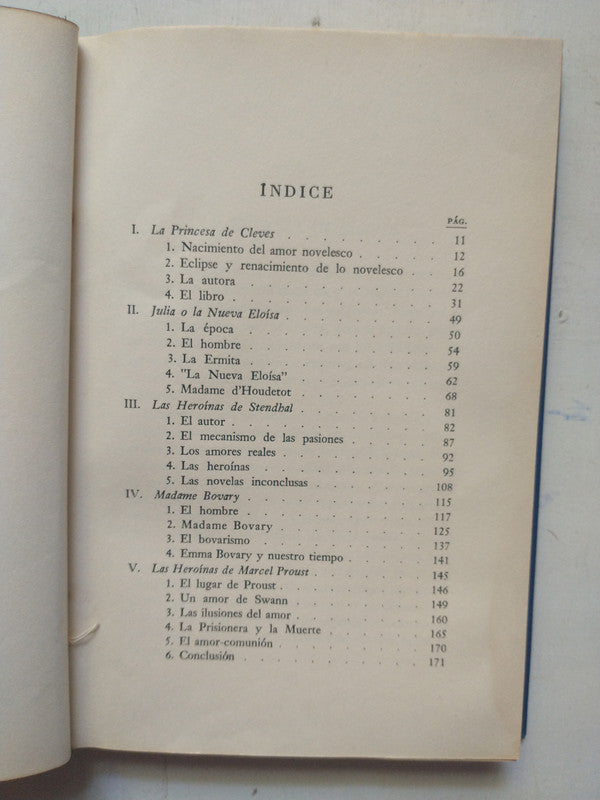 ÍNDICE
PÁG.
I. La Princesa de Cleves . . . . . . . . . 11
1. Nacimiento del amor novelesco . . . . . 12
2. Eclipse y renacimiento de lo novelesco . . 16
3. La autora . . . . . . . . . . 22
4. El libro . . . . . . . . . . 31
II. Julia o la Nueva Eloísa . . . . . . . . 49
1. La época . . . . . . . . . . 50
2. El hombre . . . . . . . . . . 54
3. La Ermita . . . . . . . . . . 59
4. "La Nueva Eloísa" . . . . . . . . 62
5. Madame d'Houdetot . . . . . . . . 68
III. Las Heroínas de Stendhal . . . . . . . . 81
1. El autor . . . . . . . . . . 82
2. El mecanismo de las pasiones . . . . . 87
3. Los amores reales . . . . . . . . 92
4. Las heroínas . . . . . . . . . 95
5. Las novelas inconclusas . . . . . . . 108
IV. Madame Bovary . . . . . . . . . . 115
1. El hombre . . . . . . . . . . 117
2. Madame Bovary . . . . . . . . . 125
3. El bovarismo . . . . . . . . . 137
4. Emma Bovary y nuestro tiempo . . . . . 141
V. Las Heroínas de Marcel Proust . . . . . . . 145
1. El lugar de Proust . . . . . . . . 146
2. Un amor de Swann . . . . . . . . 149
3. Las ilusiones del amor . . . . . . . 160
4. La Prisionera y la Muerte . . . . . . 165
5. El amor-comunión . . . . . . . . 170
6. Conclusión . . . . . . . . . . 171